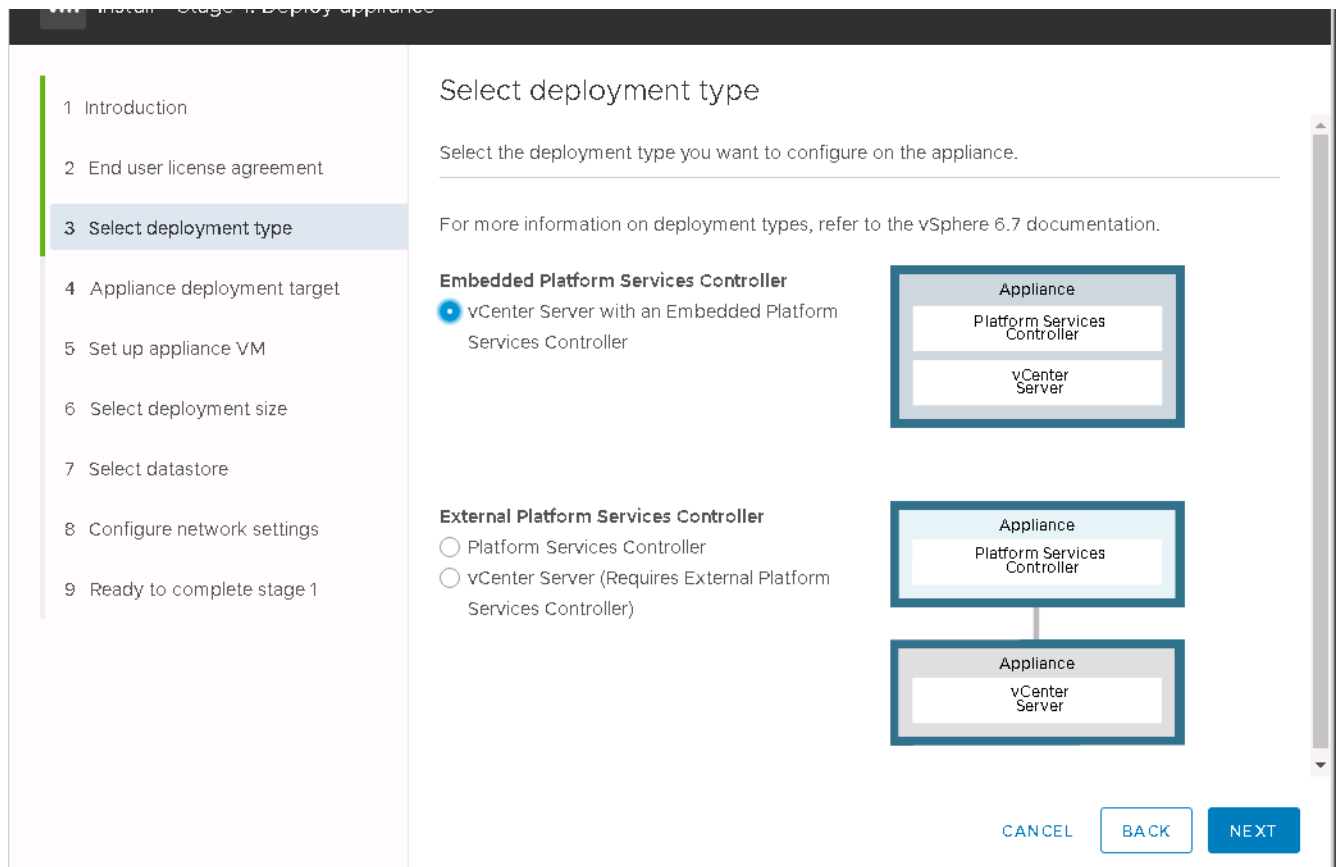 Install - Stage 1: Deploy appliance
1 Introduction
2 End user license agreement
3 Select deployment type
4 Appliance deployment target
5 Set up appliance VM
6 Select deployment size
7 Select datastore
8 Configure network settings
9 Ready to complete stage 1
Select deployment type
Select the deployment type you want to configure on the appliance.
For more information on deployment types, refer to the vSphere 6.7 documentation.
Embedded Platform Services Controller
vCenter Server with an Embedded Platform
Services Controller
Appliance
Platform Services
Controller
vCenter
Server
External Platform Services Controller
Platform Services Controller
vCenter Server (Requires External Platform
Services Controller)
Appliance
Platform Services
Controller
Appliance
vCenter
Server
CANCEL
BACK
NEXT